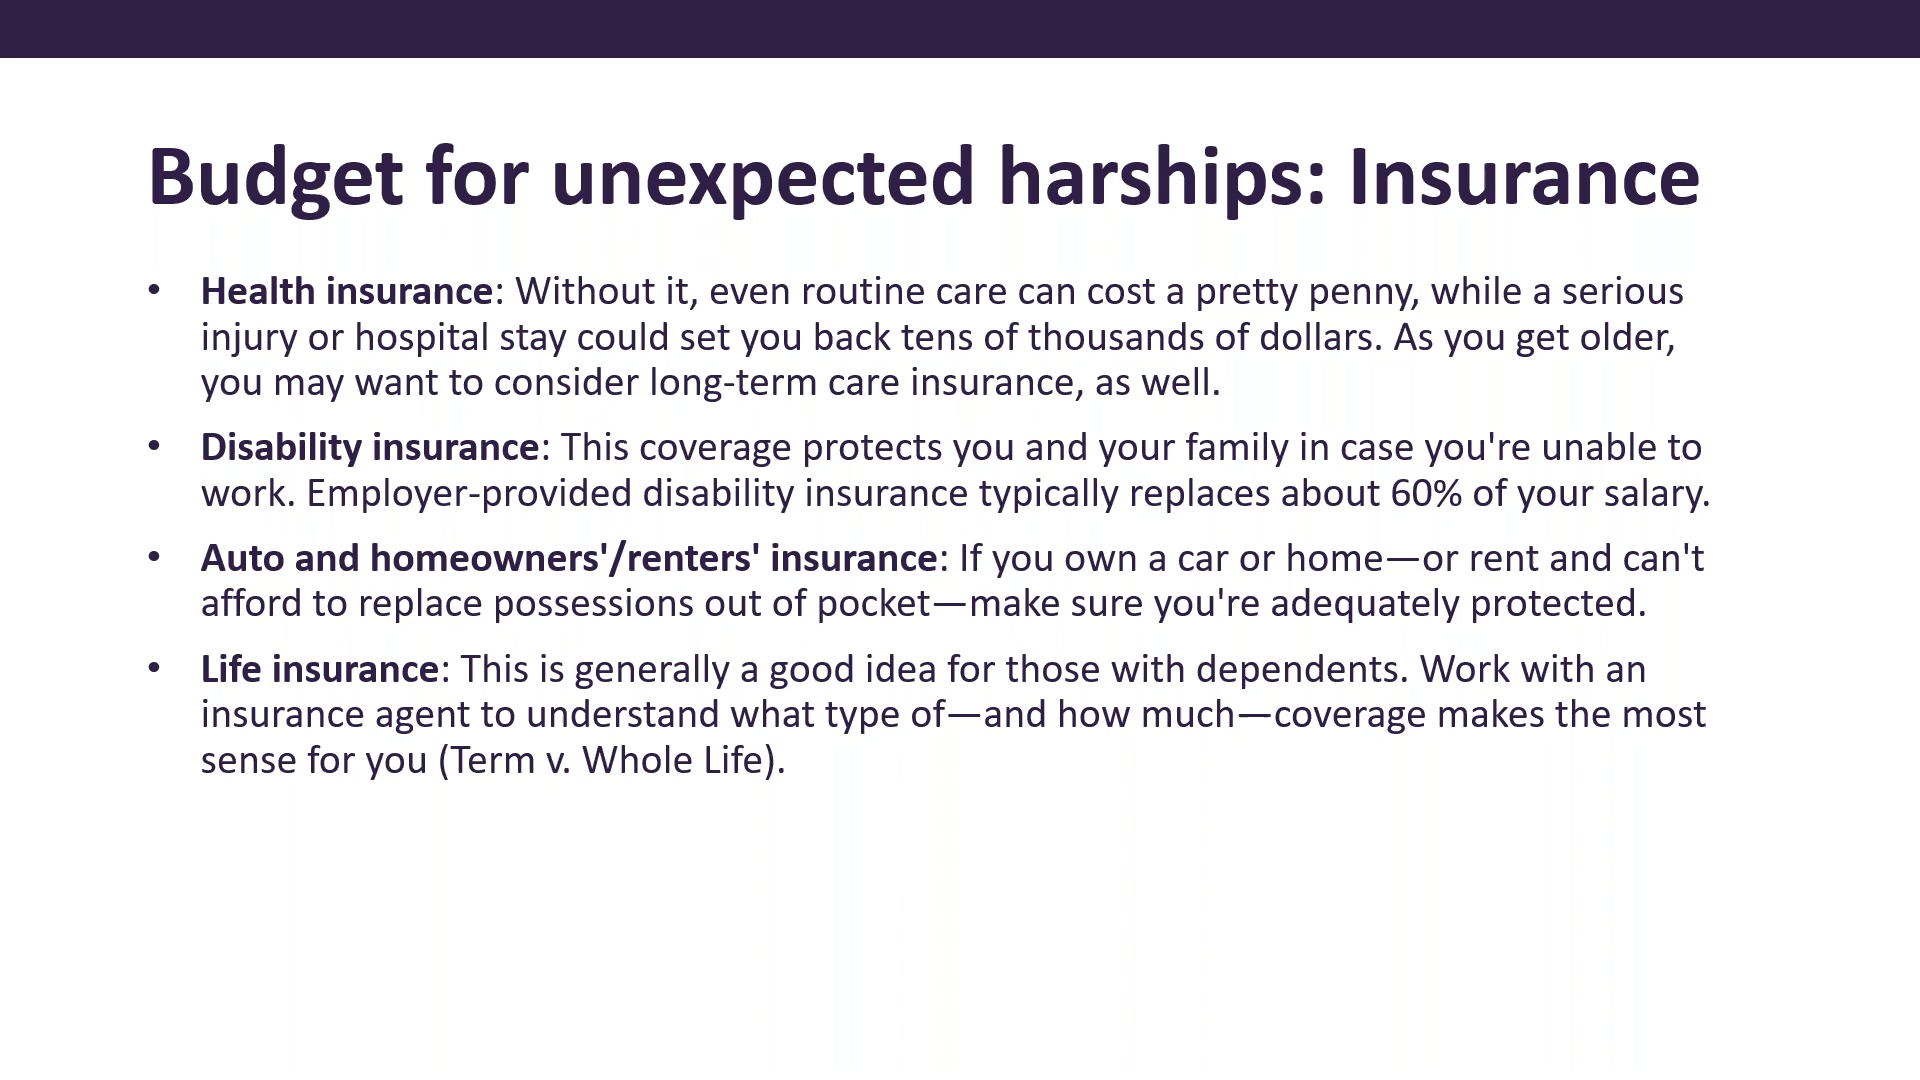 Budget for unexpected harships: Insurance
• Health insurance: Without it, even routine care can cost a pretty penny, while a serious
injury or hospital stay could set you back tens of thousands of dollars. As you get older,
you may want to consider long-term care insurance, as well.
• Disability insurance: This coverage protects you and your family in case you're unable to
work. Employer-provided disability insurance typically replaces about 60% of your salary.
• Auto and homeowners'/renters' insurance: If you own a car or home—or rent and can't
afford to replace possessions out of pocket—make sure you're adequately protected.
• Life insurance: This is generally a good idea for those with dependents. Work with an
insurance agent to understand what type of—and how much—coverage makes the most
sense for you (Term v. Whole Life).